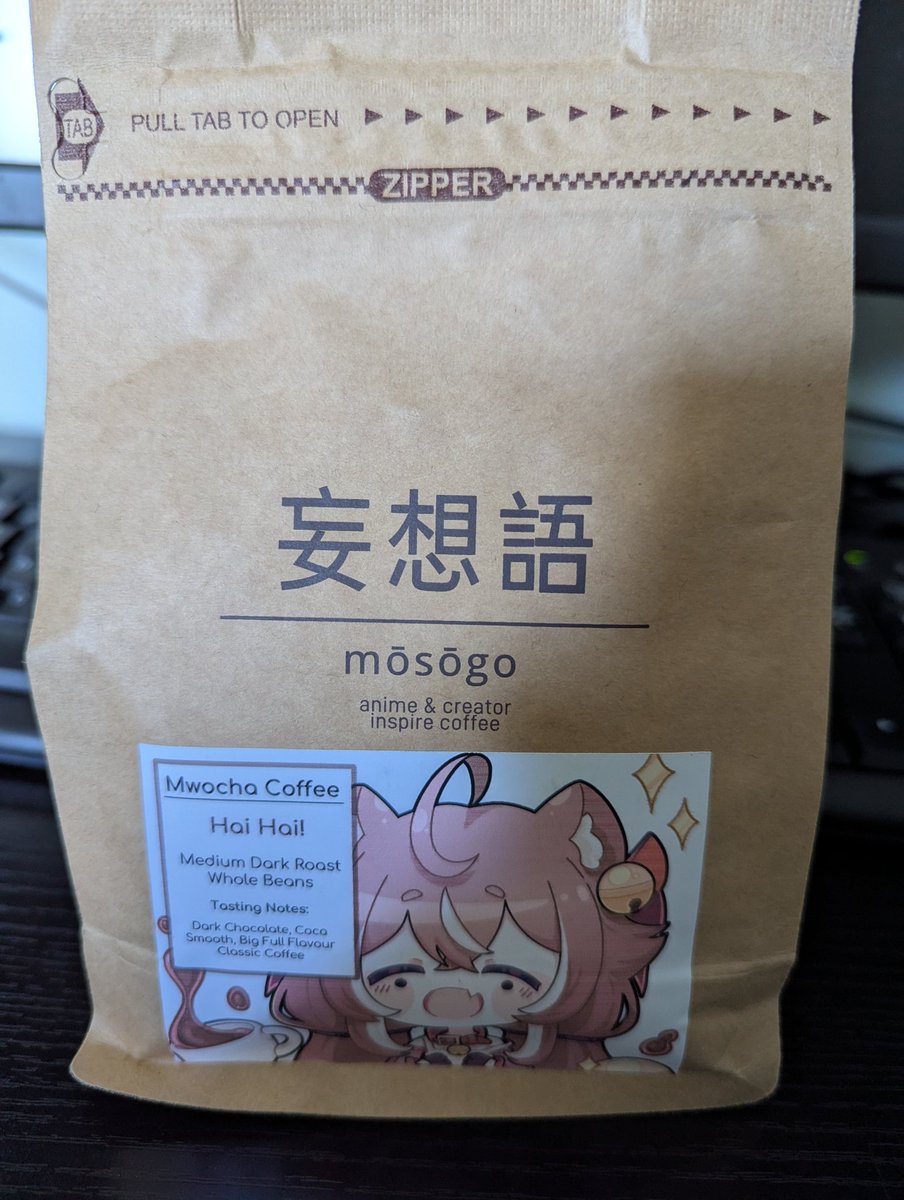 TAB
PULL TAB TO OPEN
ZIPPER
妄想語
mōsōgo
anime & creator
inspire coffee
Mwocha Coffee
Hai Hai!
Medium Dark Roast
Whole Beans
Tasting Notes:
Dark Chocolate, Coca
Smooth, Big Full Flavour
Classic Coffee